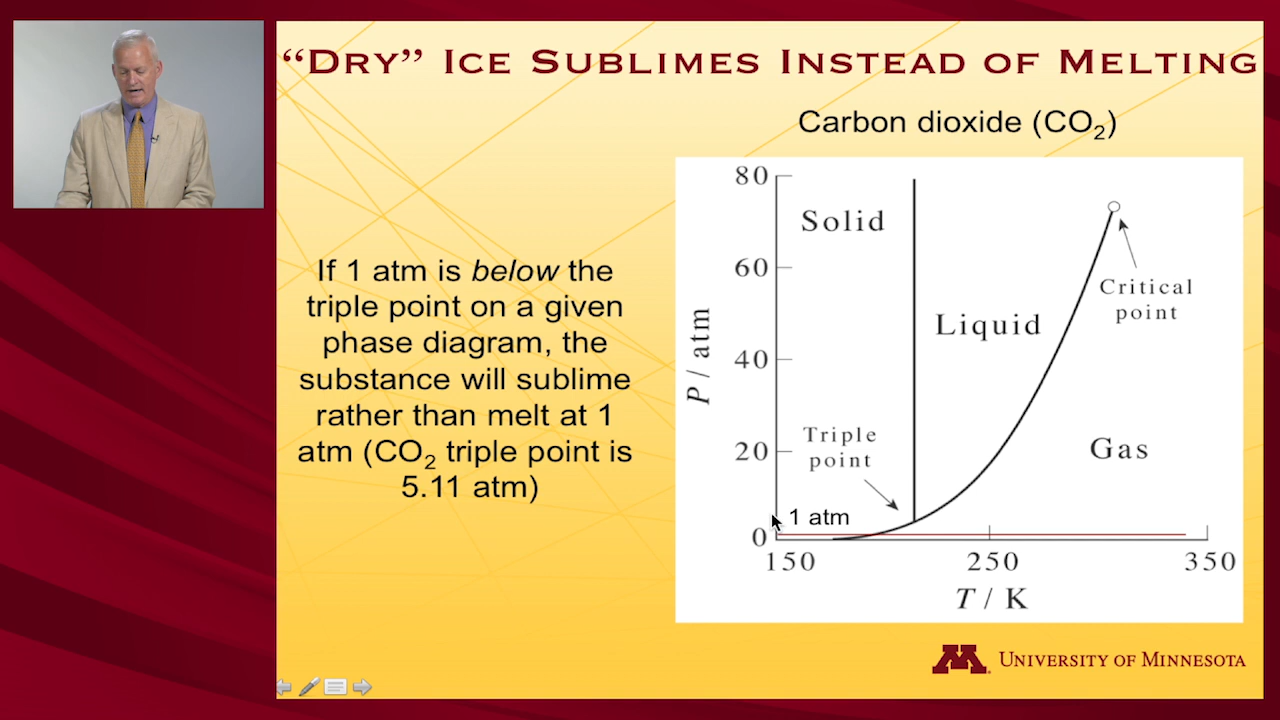 “DRY” ICE SUBLIMES INSTEAD OF MELTING
Carbon dioxide (CO₂)
If 1 atm is below the
triple point on a given
phase diagram, the
substance will sublime
rather than melt at 1
atm (CO₂ triple point is
5.11 atm)
80
60
40
20
0
P / atm
Solid
Liquid
Gas
Critical
point
Triple
point
1 atm
150
250
350
T / K
M
UNIVERSITY OF MINNESOTA